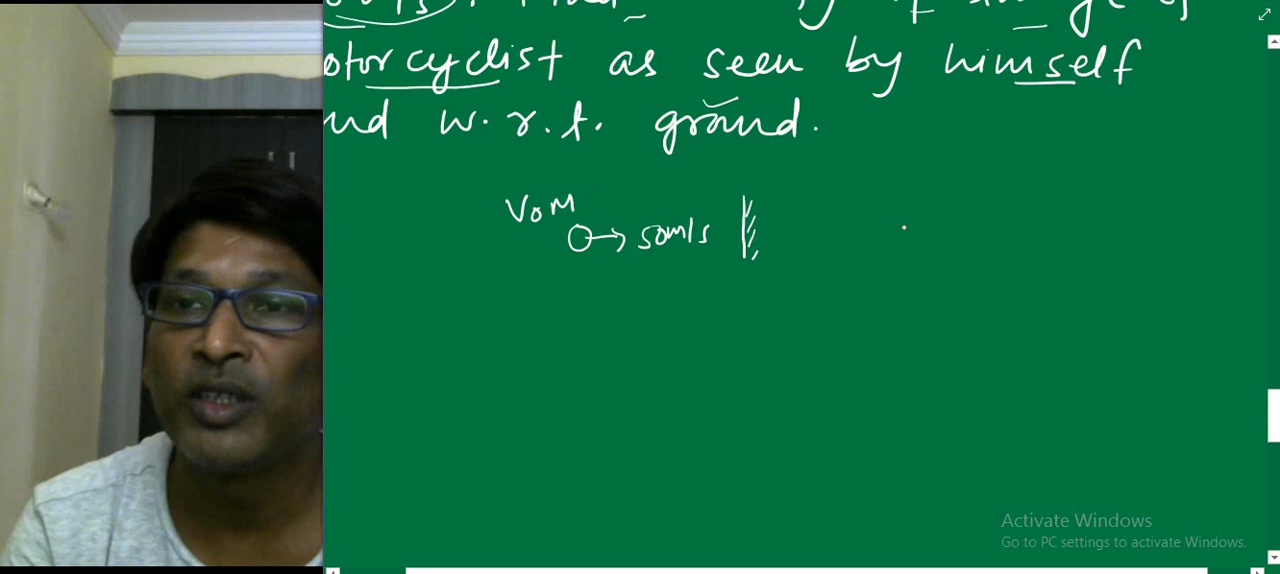 otorcyclist as seen by himself
nd w.r.t. ground.
VOM
50m/s
Activate Windows
Go to PC settings to activate Windows.